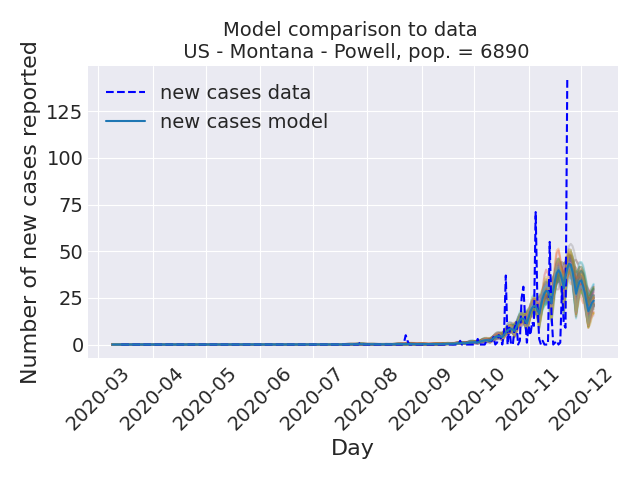 Model comparison to data
US - Montana - Powell, pop. = 6890
new cases data
new cases model
Number of new cases reported
125
100
75
50
25
0
2020-03
2020-04
2020-05
2020-06
2020-07
2020-08
2020-09
2020-10
2020-11
2020-12
Day